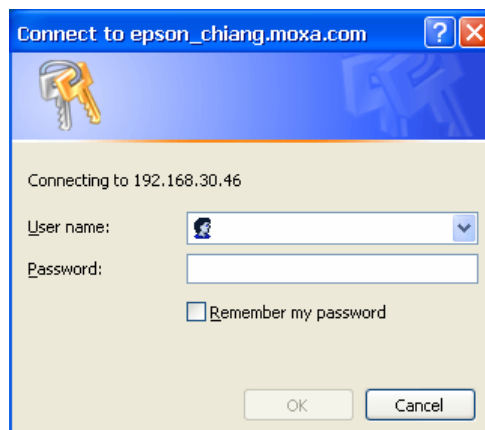 Connect to epson_chiang.moxa.com
Connecting to 192.168.30.46
User name:
Password:
Remember my password
OK
Cancel